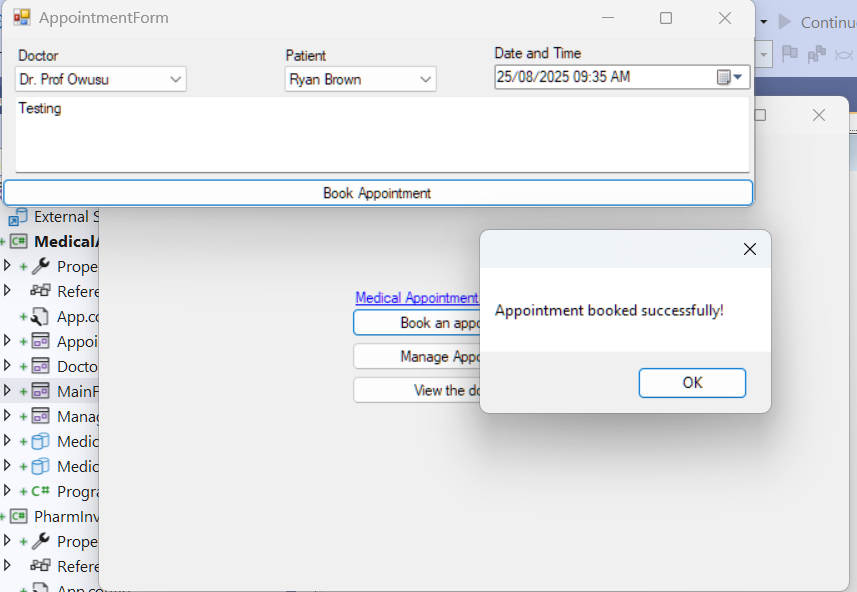 AppointmentForm
Continu
Doctor
Patient
Date and Time
Dr. Prof Owusu
Ryan Brown
25/08/2025 09:35 AM
Testing
Book Appointment
External S
MedicalA
Prope
Refere
App.co
Appoi
Docto
MainF
Manag
Medic
Medic
Progra
PharmInv
Prope
Refere
App.config
Medical Appointment
Book an appo
Manage Appo
View the do
Appointment booked successfully!
OK